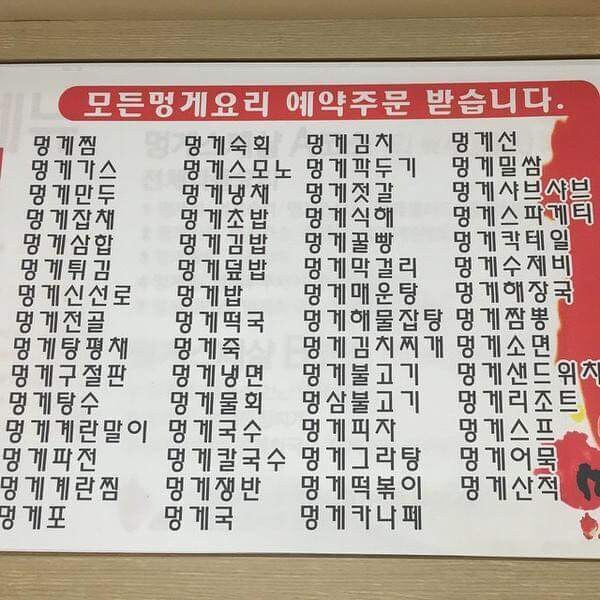 모든멍게요리 예약주문 받습니다.
멍게찜
멍게가스
멍게만두
멍게잡채
멍게삼합
멍게튀김
멍게신선로
멍게전골
멍게탕평채
멍게구절판
멍게탕수
멍게계란말이
멍게파전
멍게계란찜
멍게포
멍게숙회
멍게스모노
멍게냉채
멍게초밥
멍게김밥
멍게덮밥
멍게밥
멍게떡국
멍게죽
멍게냉면
멍게물회
멍게국수
멍게칼국수
멍게쟁반
멍게국
멍게김치
멍게깍두기
멍게젓갈
멍게식해
멍게꿀빵
멍게막걸리
멍게매운탕
멍게해물잡탕
멍게김치찌개
멍게불고기
멍삼불고기
멍게피자
멍게그라탕
멍게떡볶이
멍게카나페
멍게선
멍게밀쌈
멍게샤브샤브
멍게스파게티
멍게칵테일
멍게수제비
멍게해장국
멍게짬뽕
멍게소면
멍게샌드위치
멍게리조트
멍게스프
멍게어묵
멍게산적